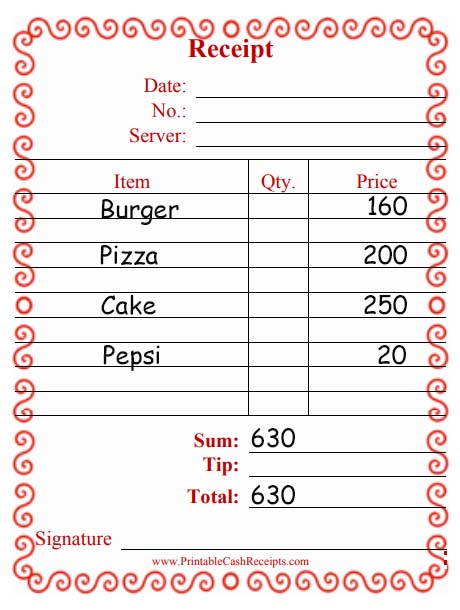 Receipt
Date:
No.:
Server:
Item Qty. Price
Burger 160
Pizza 200
Cake 250
Pepsi 20
Sum: 630
Tip:
Total: 630
Signature
www.PrintableCashReceipts.com